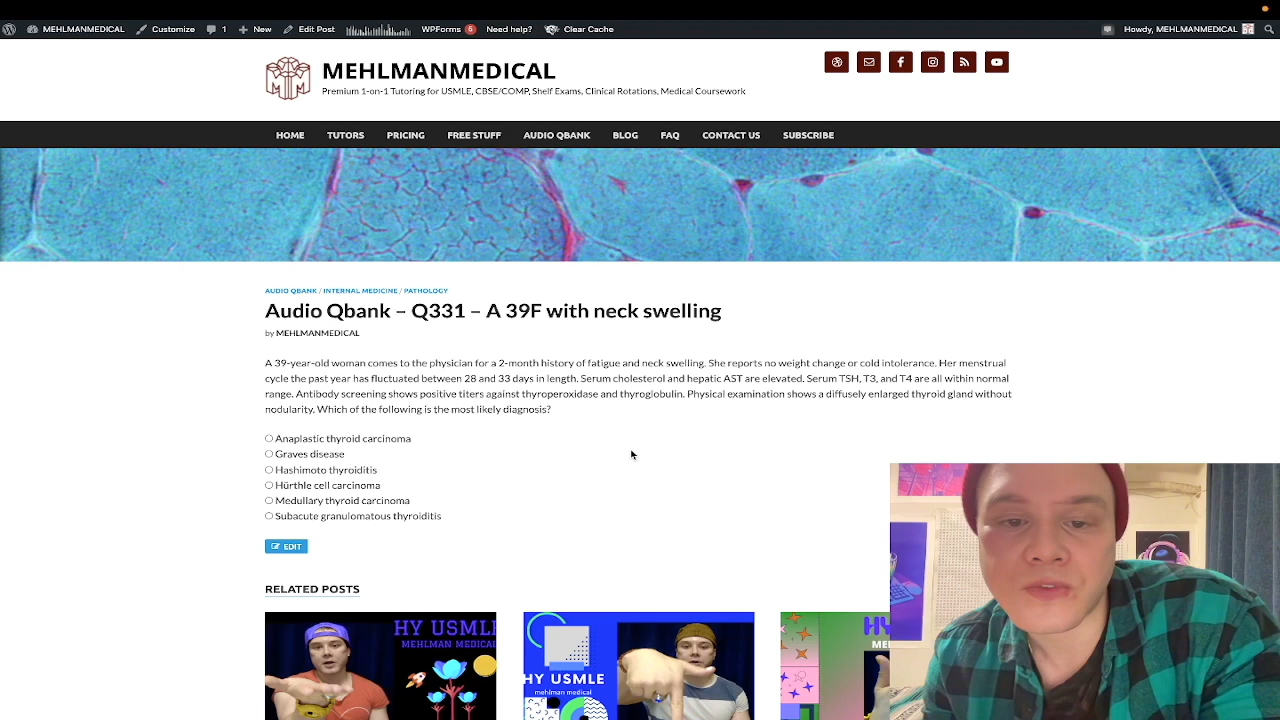 MEHLMANMEDICAL Customize 1 New Edit Post WPForms 5 Need help? Clear Cache Howdy, MEHLMANMEDICAL
MEHLMANMEDICAL
Premium 1-on-1 Tutoring for USMLE, CBSE/COMP, Shelf Exams, Clinical Rotations, Medical Coursework
HOME TUTORS PRICING FREE STUFF AUDIO QBANK BLOG FAQ CONTACT US SUBSCRIBE
AUDIO QBANK / INTERNAL MEDICINE / PATHOLOGY
Audio Qbank – Q331 – A 39F with neck swelling
by MEHLMANMEDICAL
A 39-year-old woman comes to the physician for a 2-month history of fatigue and neck swelling. She reports no weight change or cold intolerance. Her menstrual
cycle the past year has fluctuated between 28 and 33 days in length. Serum cholesterol and hepatic AST are elevated. Serum TSH, T3, and T4 are all within normal
range. Antibody screening shows positive titers against thyroperoxidase and thyroglobulin. Physical examination shows a diffusely enlarged thyroid gland without
nodularity. Which of the following is the most likely diagnosis?
Anaplastic thyroid carcinoma
Graves disease
Hashimoto thyroiditis
Hürthle cell carcinoma
Medullary thyroid carcinoma
Subacute granulomatous thyroiditis
EDIT
RELATED POSTS
HY USMLE
MEHLMAN MEDICAL
HY USMLE
mehlman medical
HY